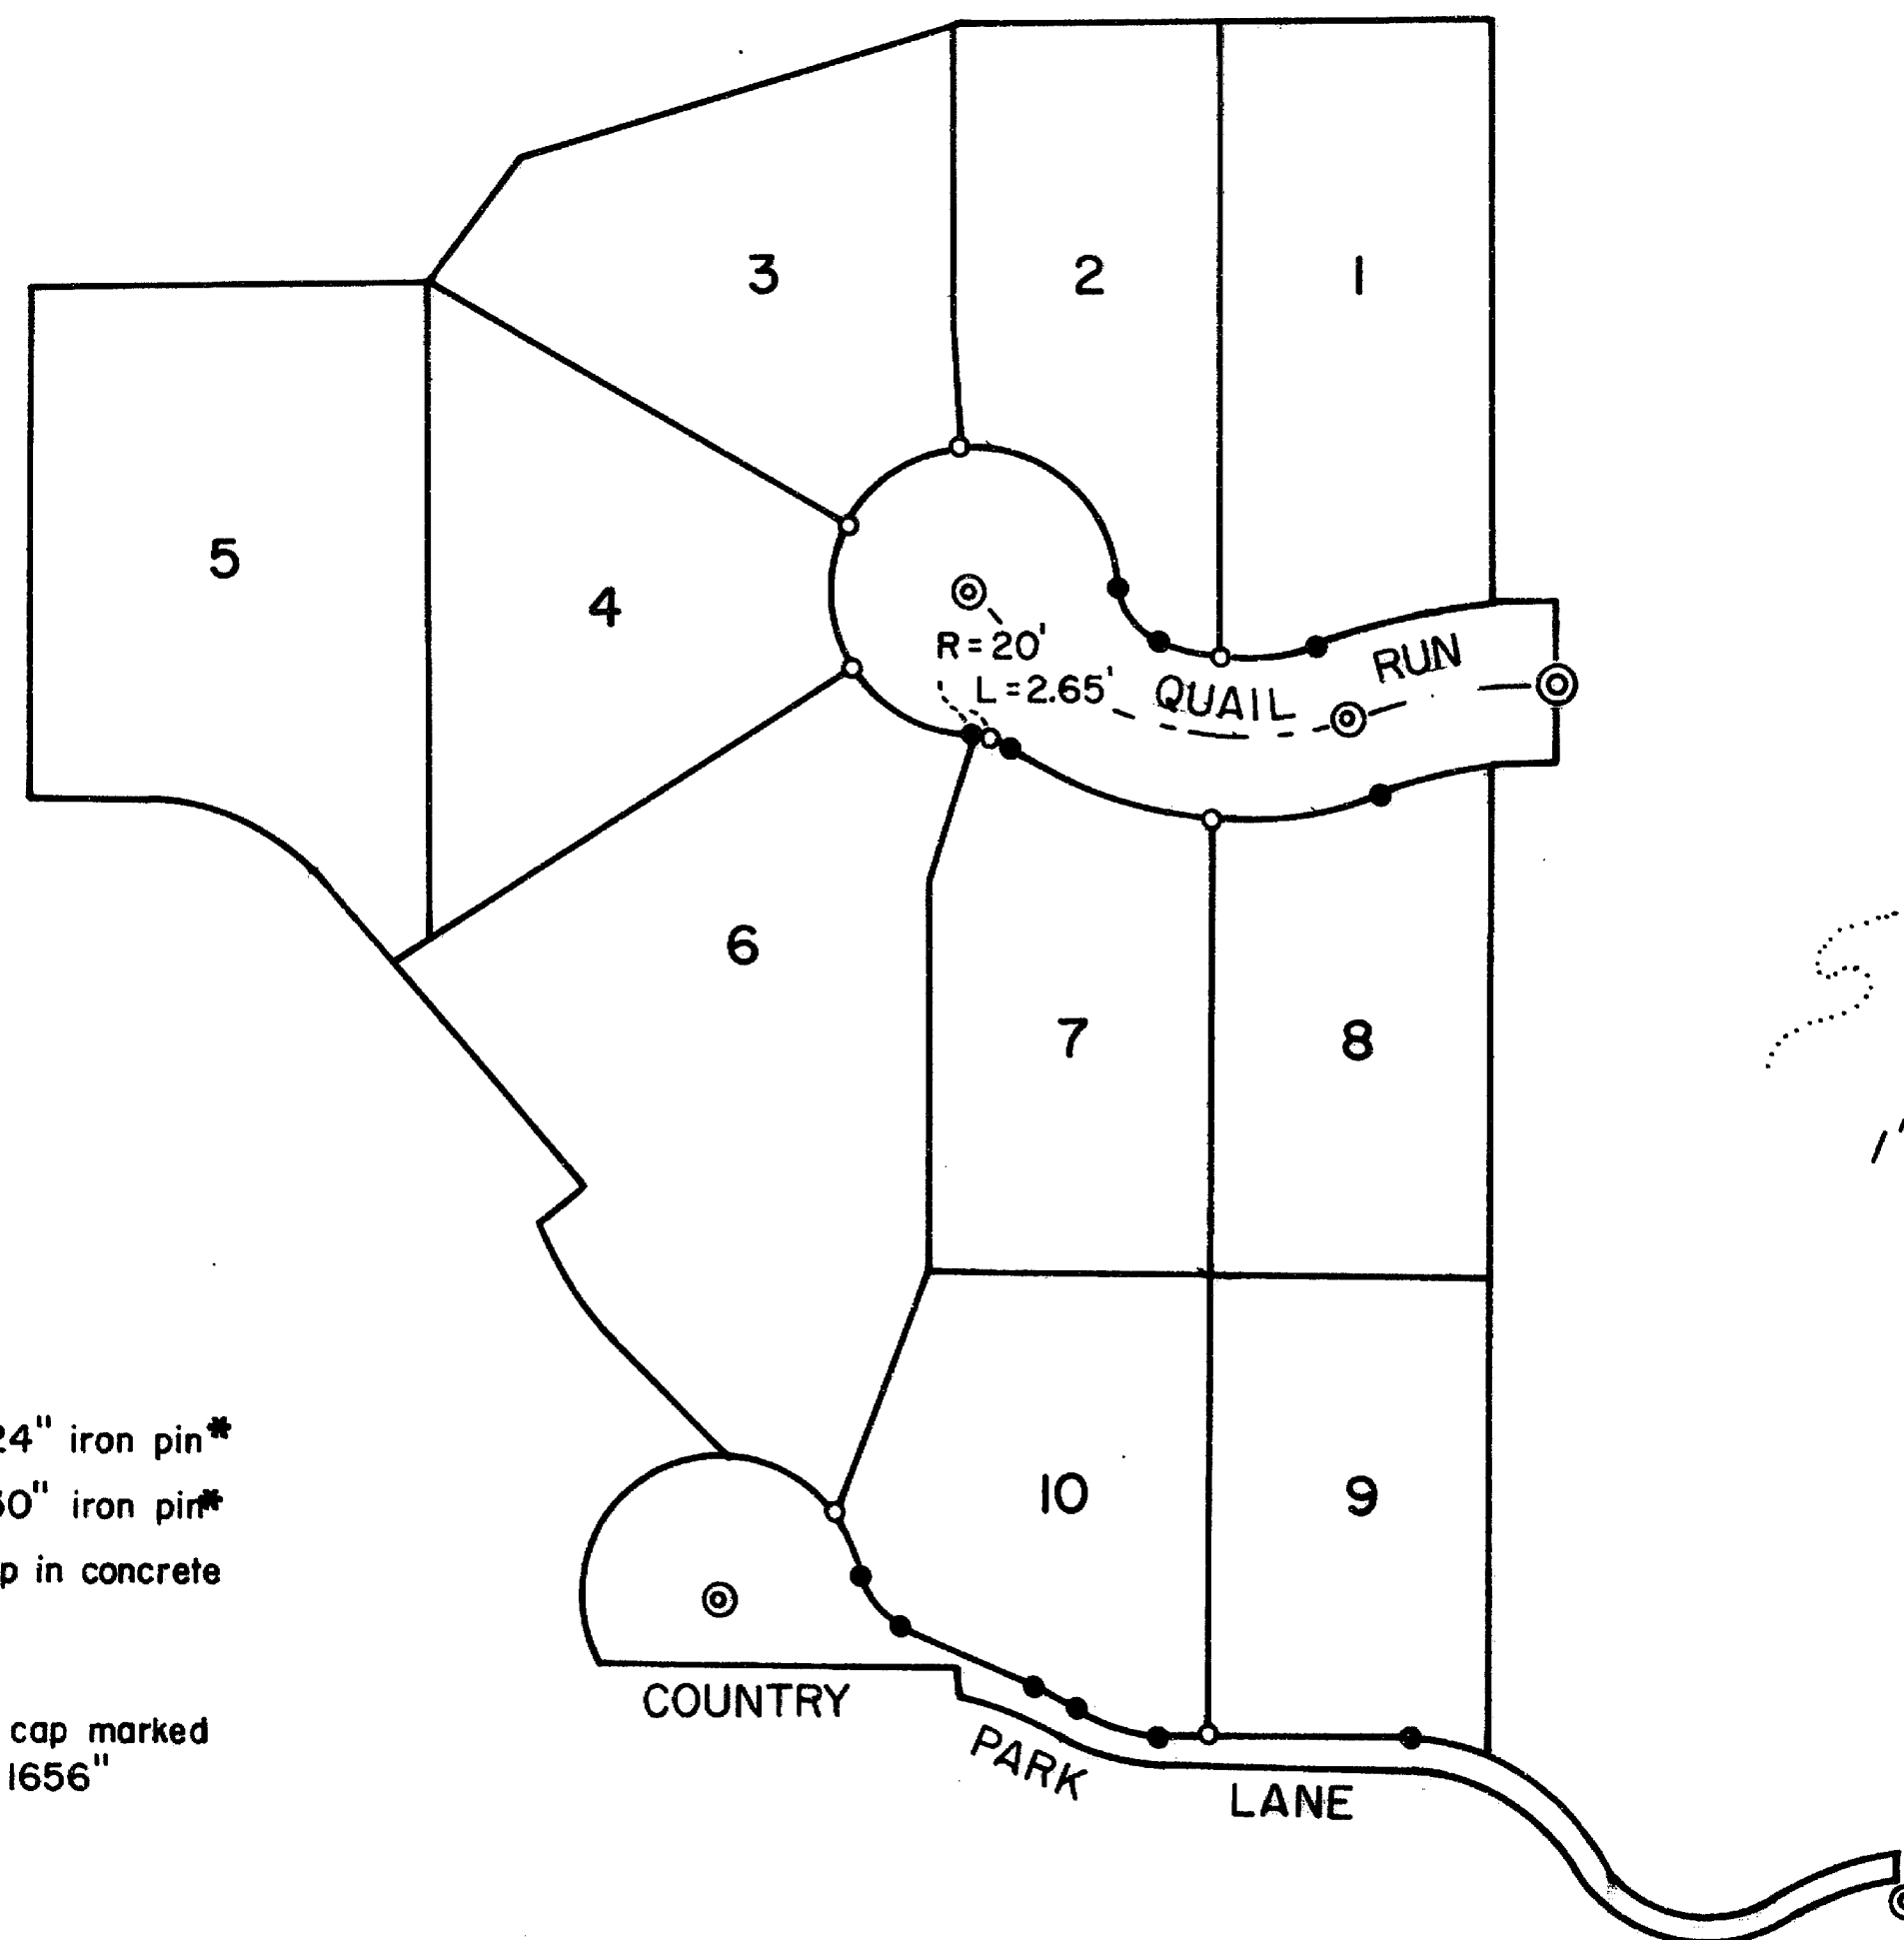 3
2
1
5
4
R=20'
L=2.65'
QUAIL RUN
6
7
8
10
9
24" iron pin*
iron pin*
in concrete
COUNTRY PARK LANE
cap marked
1656"